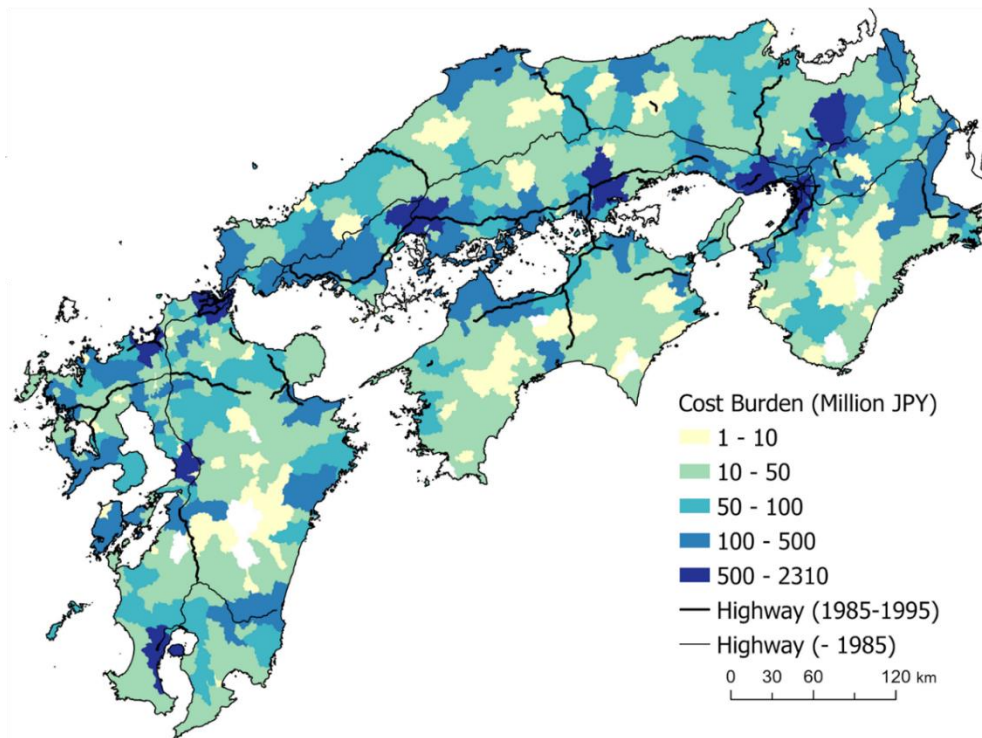 Cost Burden (Million JPY)
1 - 10
10 - 50
50 - 100
100 - 500
500 - 2310
Highway (1985-1995)
Highway (- 1985)
0 30 60 120 km